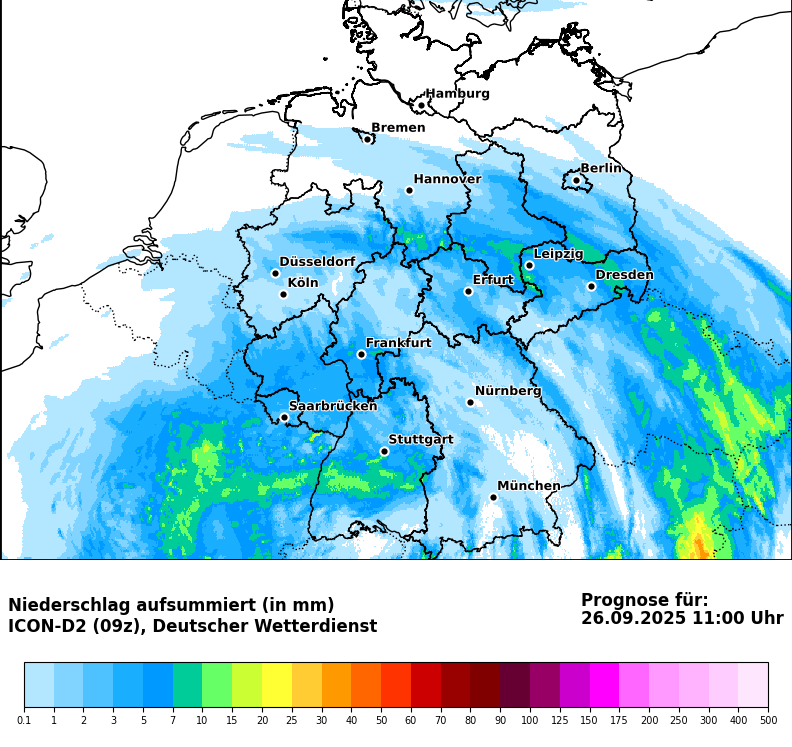 Hamburg
Bremen
Berlin
Hannover
Leipzig
Düsseldorf
Dresden
Köln
Erfurt
Frankfurt
Nürnberg
Saarbrücken
Stuttgart
München
Niederschlag aufsummiert (in mm)
ICON-D2 (09z), Deutscher Wetterdienst
Prognose für:
26.09.2025 11:00 Uhr
0.1 1 2 3 5 7 10 15 20 25 30 40 50 60 70 80 90 100 125 150 175 200 250 300 400 500